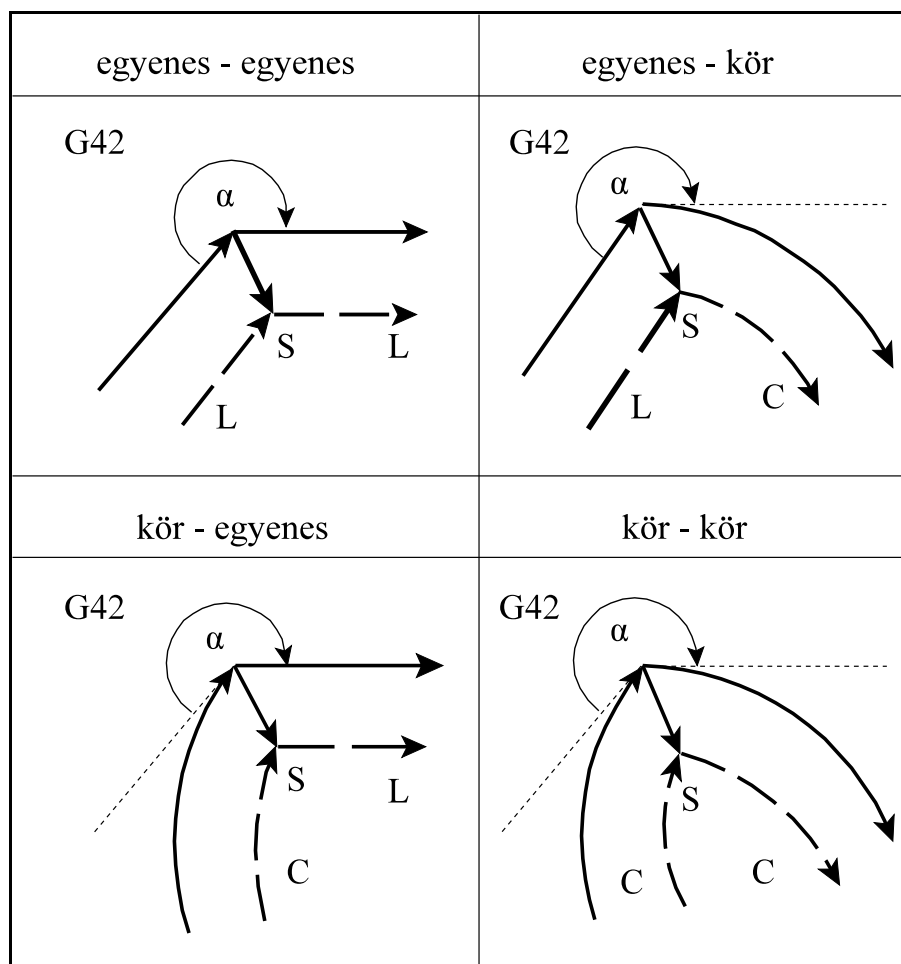 egyenes - egyenes
egyenes - kör
G42
α
S
L
L
G42
α
S
C
L
kör - egyenes
kör - kör
G42
α
S
L
C
G42
α
S
C
C